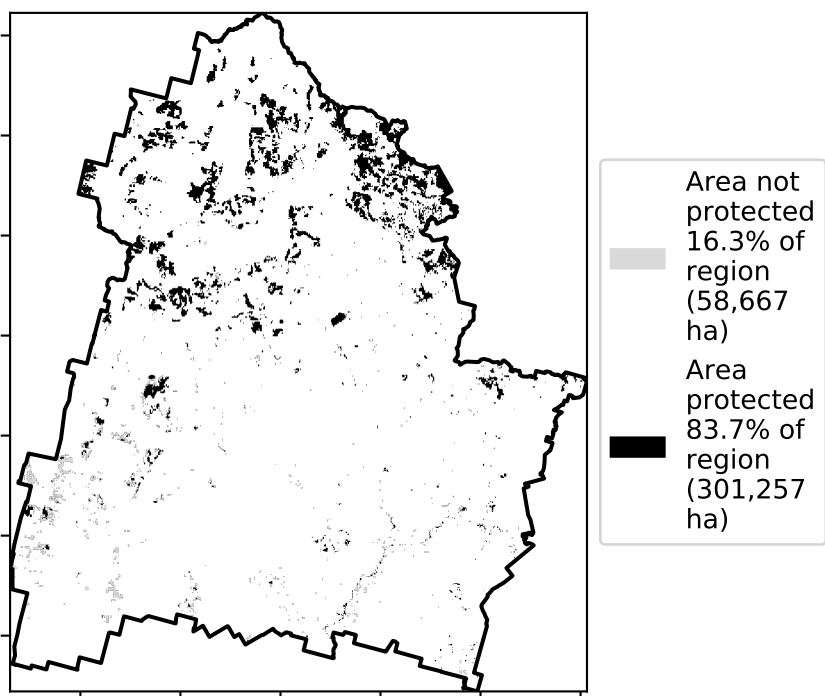 Area not
protected
16.3% of
region
(58,667
ha)
Area
protected
83.7% of
region
(301,257
ha)